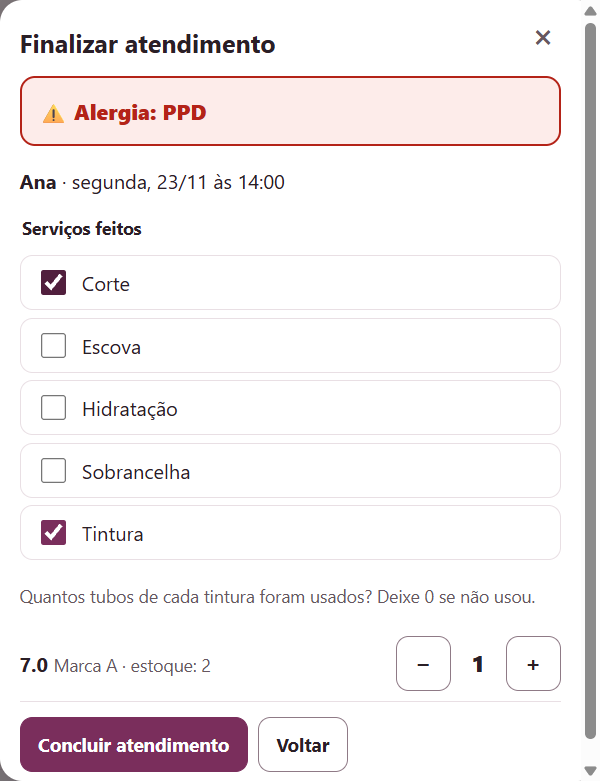 Finalizar atendimento
⚠️ Alergia: PPD
Ana · segunda, 23/11 às 14:00
Serviços feitos
Corte
Escova
Hidratação
Sobrancelha
Tintura
Quantos tubos de cada tintura foram usados? Deixe 0 se não usou.
7.0 Marca A · estoque: 2 − 1 +
Concluir atendimento Voltar